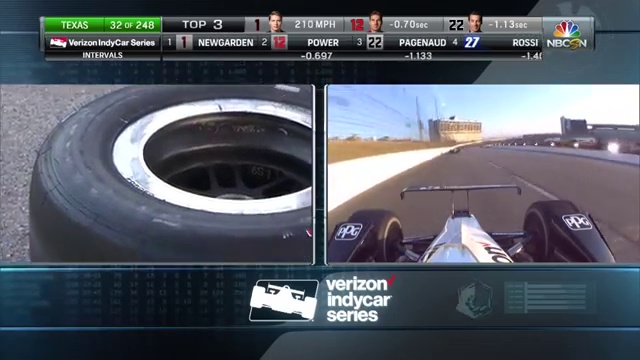 TEXAS 32 OF 248 TOP 3 1 210 MPH 12 -0.70sec 22 -1.13sec
Verizon IndyCar Series 1 1 NEWGARDEN 2 12 POWER 3 22 PAGENAUD 4 27 ROSSI NBCSN
INTERVALS -0.697 -1.133 -1.40
PPG
PPG
verizon
indycar
series